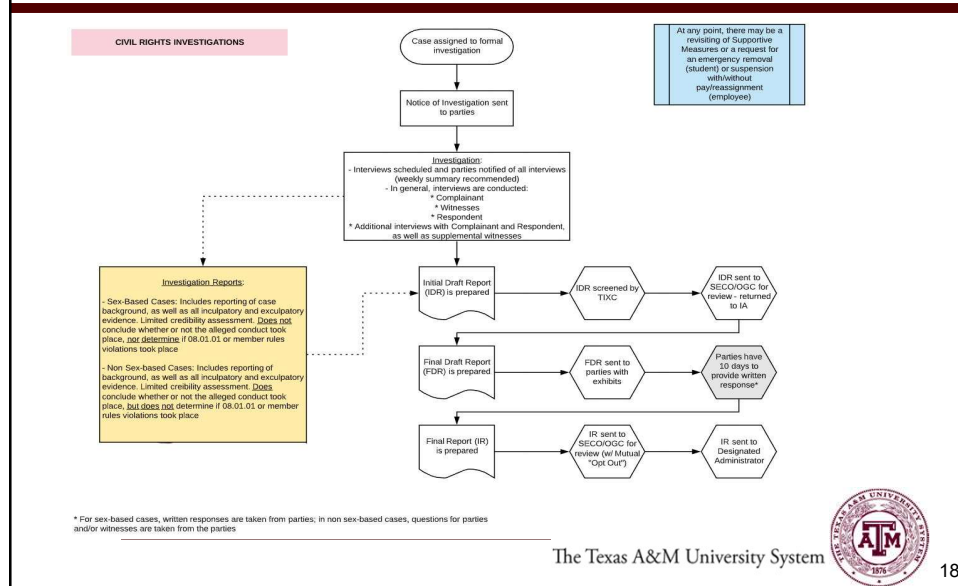 CIVIL RIGHTS INVESTIGATIONS
Case assigned to formal
investigation
At any point, there may be a
revisiting of Supportive
Measures or a request for
an emergency removal
(student) or suspension
with/without
pay/reassignment
(employee)
Notice of Investigation sent
to parties
Investigation:
- Interviews scheduled and parties notified of all interviews
(weekly summary recommended)
- In general, interviews are conducted:
* Complainant
* Witnesses
* Respondent
* Additional interviews with Complainant and Respondent,
as well as supplemental witnesses
Investigation Reports:
- Sex-Based Cases: Includes reporting of case
background, as well as all inculpatory and exculpatory
evidence. Limited credibility assessment. Does not
conclude whether or not the alleged conduct took
place, nor determine if 08.01.01 or member rules
violations took place
- Non Sex-based Cases: Includes reporting of
background, as well as all inculpatory and exculpatory
evidence. Limited creibility assessment. Does
conclude whether or not the alleged conduct took
place, but does not determine if 08.01.01 or member
rules violations took place
Initial Draft Report
(IDR) is prepared
IDR screened by
TIXC
IDR sent to
SECO/OGC for
review - returned
to IA
Final Draft Report
(FDR) is prepared
FDR sent to
parties with
exhibits
Parties have
10 days to
provide written
response*
Final Report (IR)
is prepared
IR sent to
SECO/OGC for
review (w/ Mutual
"Opt Out")
IR sent to
Designated
Administrator
* For sex-based cases, written responses are taken from parties; in non sex-based cases, questions for parties
and/or witnesses are taken from the parties
The Texas A&M University System
THE TEXAS A&M UNIVERSITY SYSTEM
ATM
1876
18